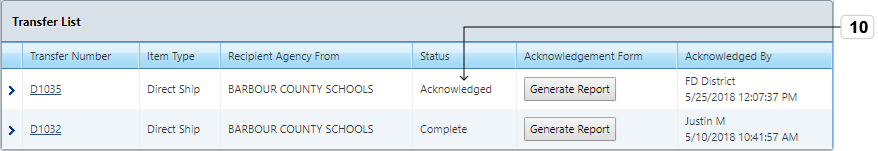 Transfer List
10
Transfer Number Item Type Recipient Agency From Status Acknowledgement Form Acknowledged By
D1035 Direct Ship BARBOUR COUNTY SCHOOLS Acknowledged Generate Report FD District
5/25/2018 12:07:37 PM
D1032 Direct Ship BARBOUR COUNTY SCHOOLS Complete Generate Report Justin M
5/10/2018 10:41:57 AM